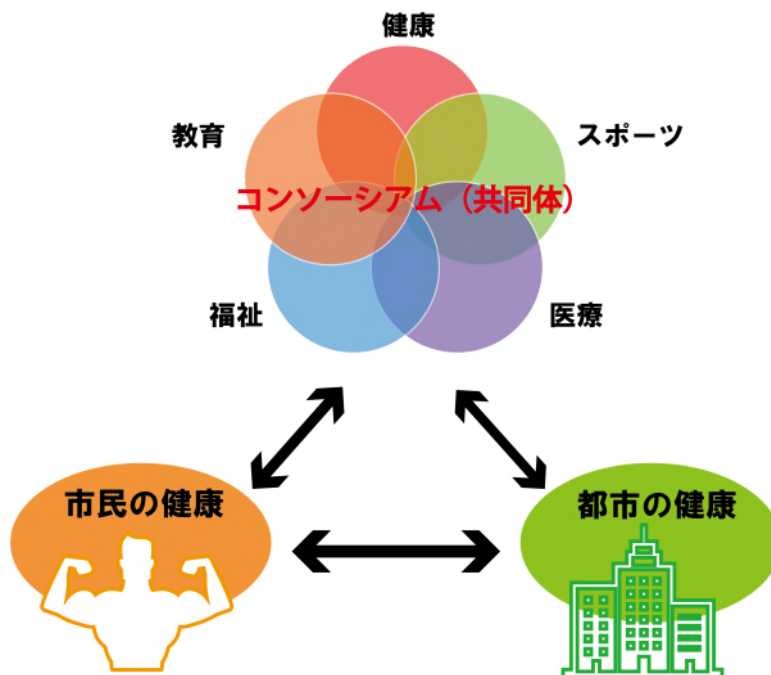 健康
教育
スポーツ
コンソーシアム（共同体）
福祉
医療
市民の健康
都市の健康